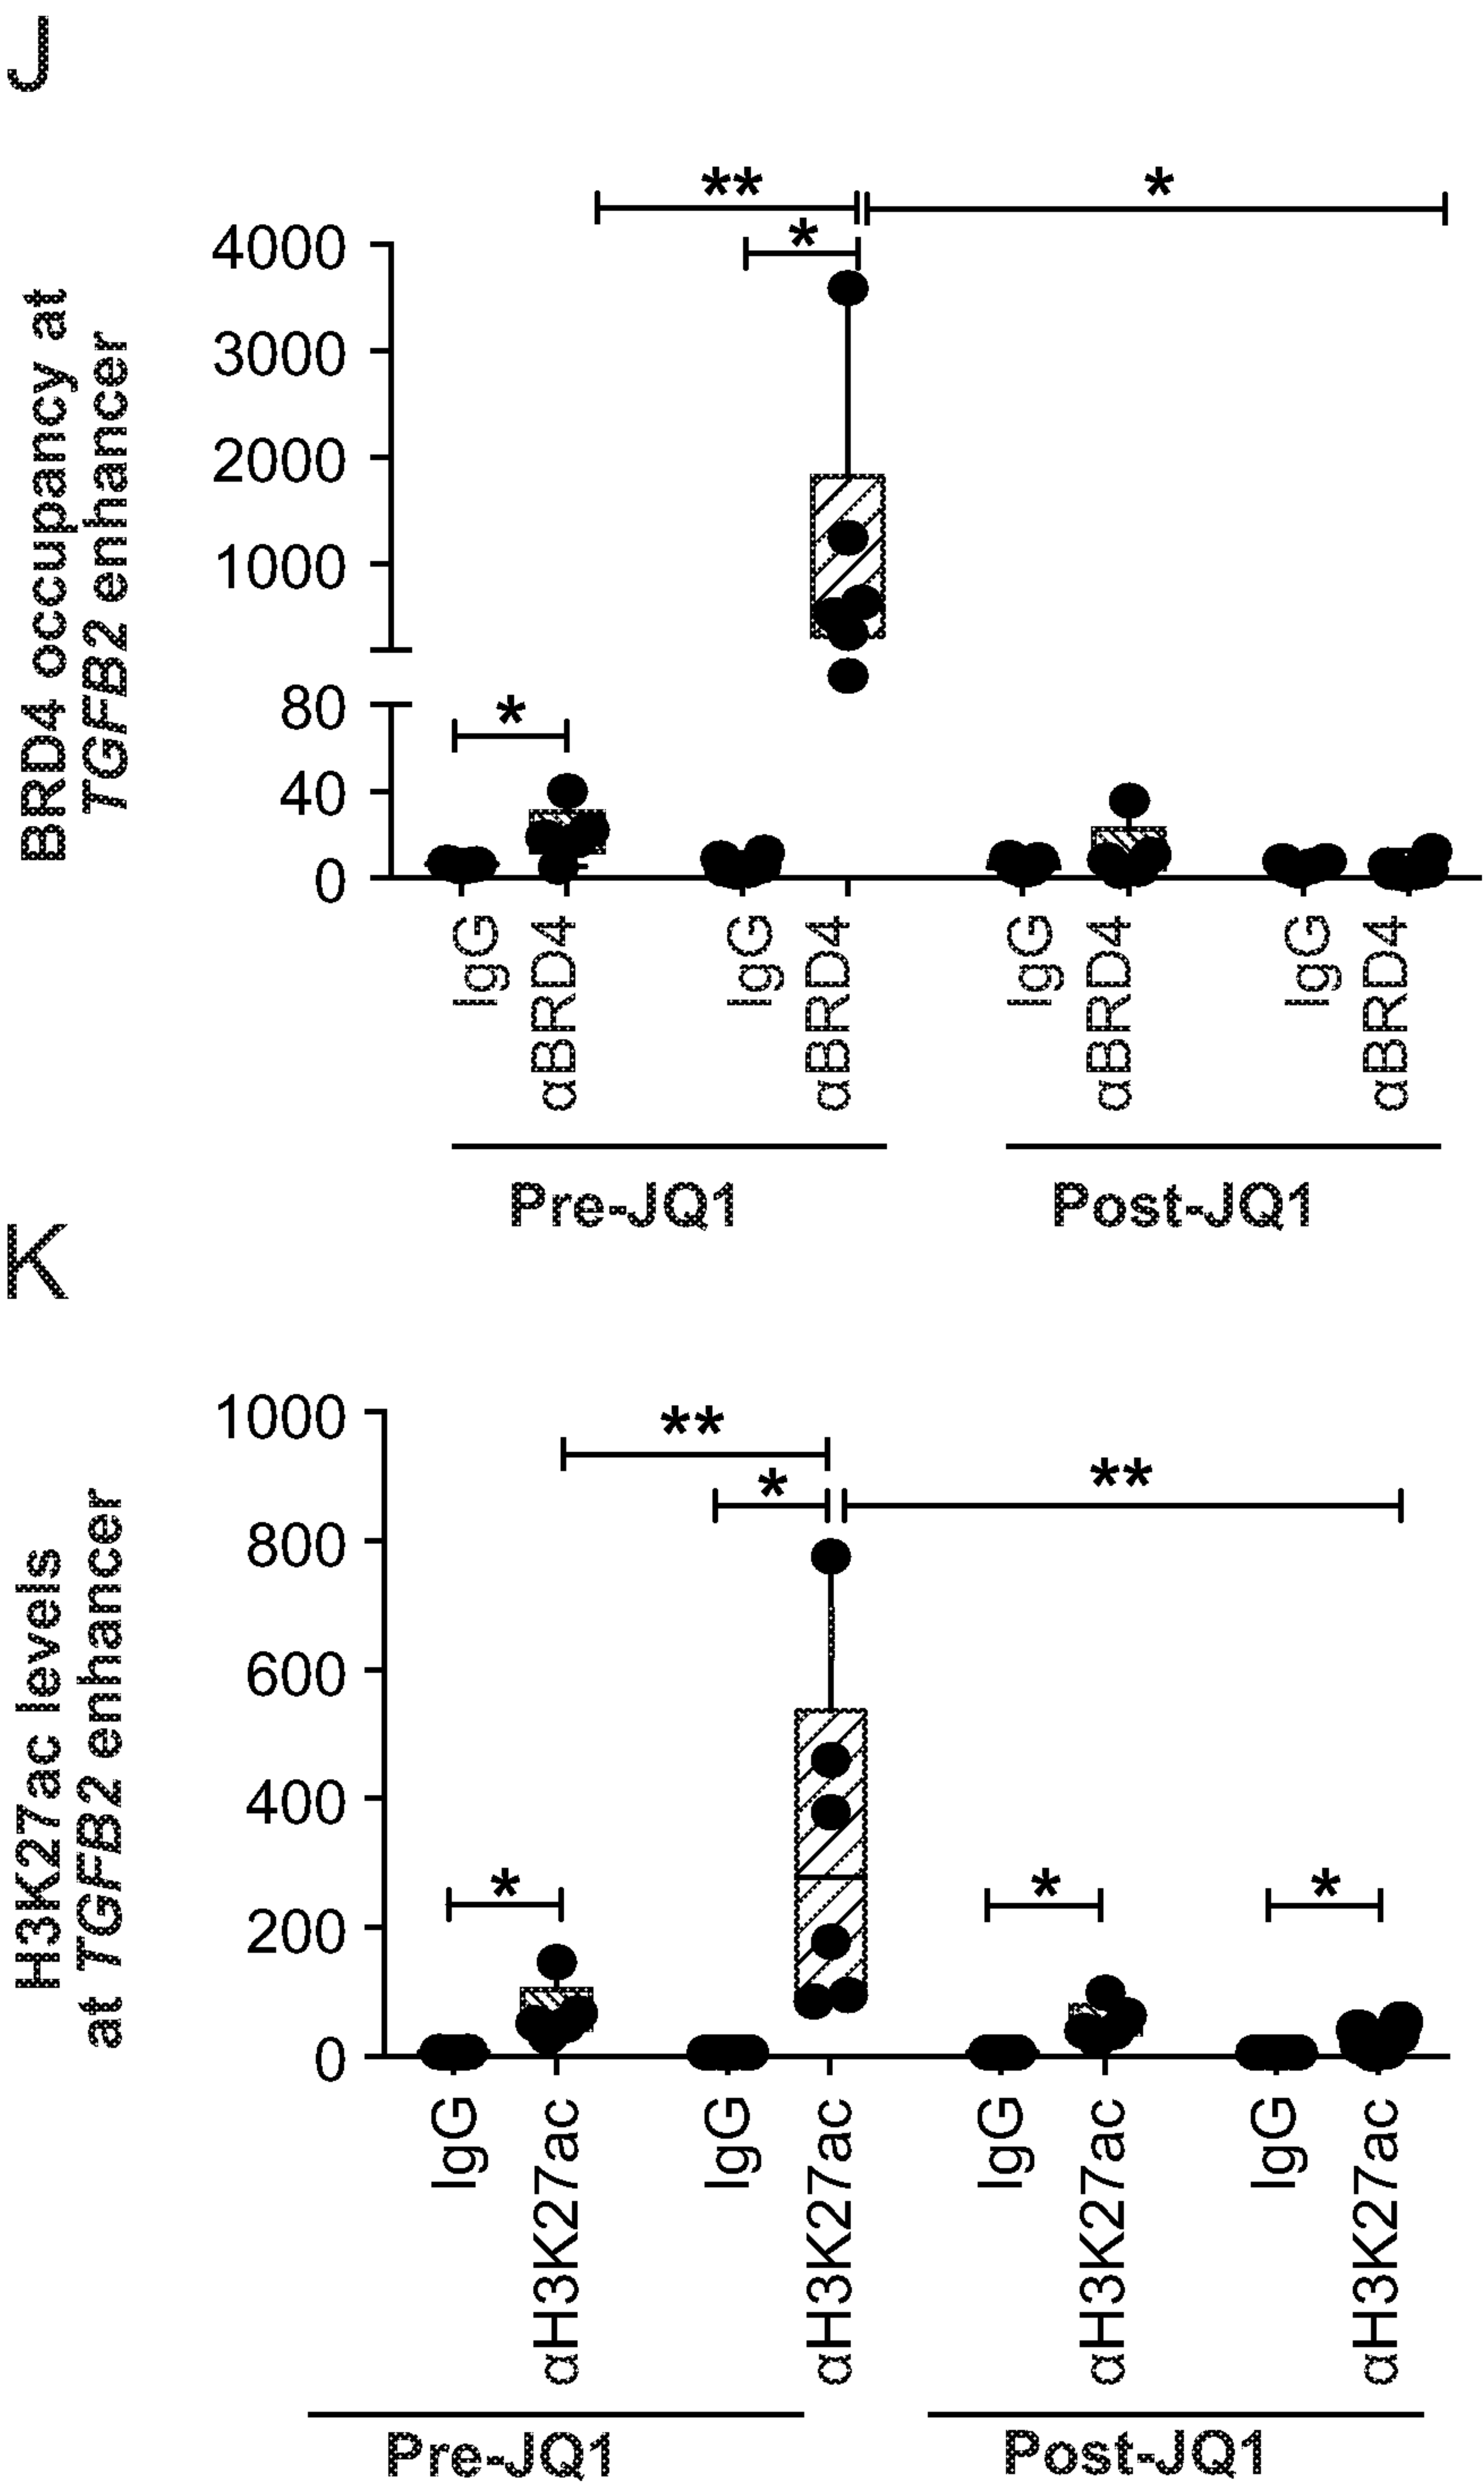 J
** *
*
4000
3000
2000
1000
80
40
0
*
BRD4 occupancy at
TGFB2 enhancer
IgG αBRD4 IgG αBRD4 IgG αBRD4 IgG αBRD4
Pre-JQ1 Post-JQ1
K
1000
800
600
400
200
0
**
* **
* * *
H3K27ac levels
at TGFB2 enhancer
IgG αH3K27ac IgG αH3K27ac IgG αH3K27ac IgG αH3K27ac
Pre-JQ1 Post-JQ1